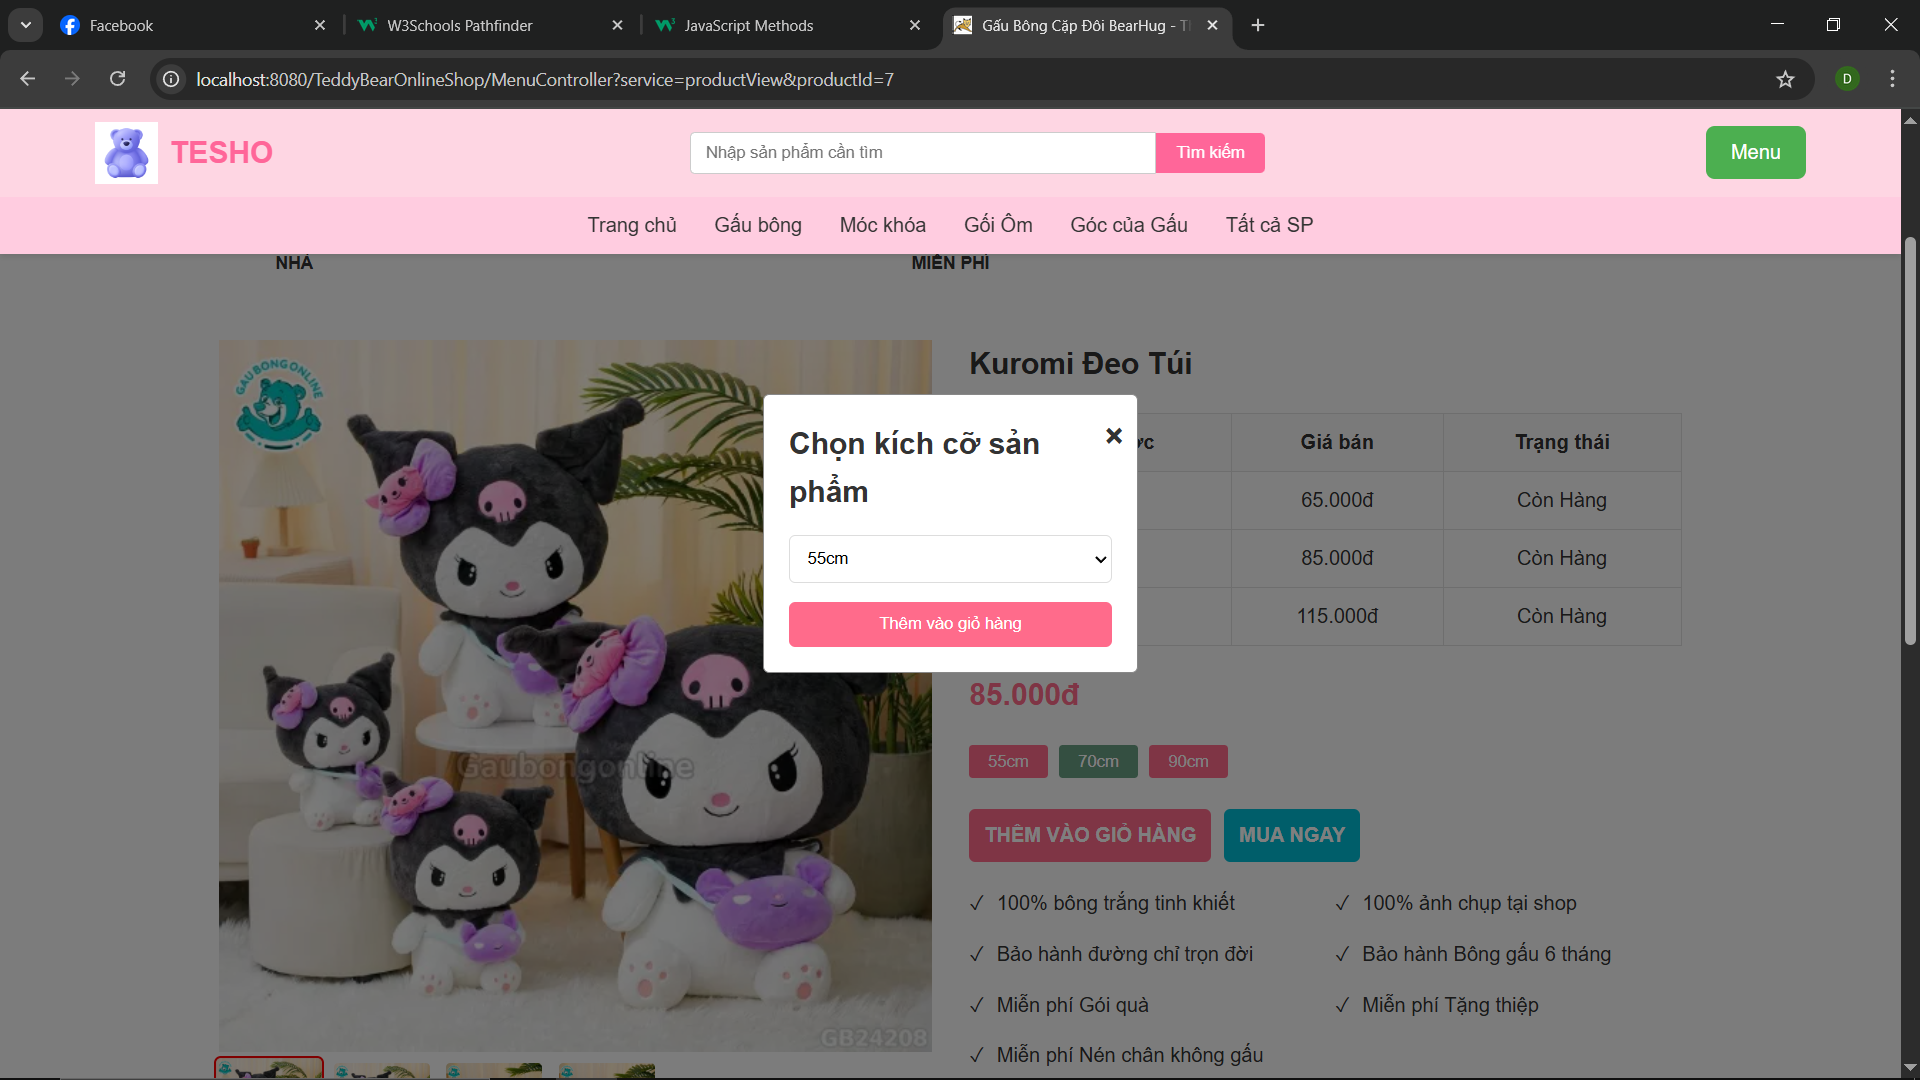 Facebook
W3Schools Pathfinder
JavaScript Methods
Gấu Bông Cặp Đôi BearHug - T
localhost:8080/TeddyBearOnlineShop/MenuController?service=productView&productId=7
D
TESHO
Nhập sản phẩm cần tìm
Tìm kiếm
Menu
Trang chủ
Gấu bông
Móc khóa
Gối Ôm
Góc của Gấu
Tất cả SP
NHÀ
MIỄN PHÍ
GAUBONGONLINE
Gaubongonline
GB24208
Kuromi Đeo Túi
Giá bán
Trạng thái
65.000đ
Còn Hàng
85.000đ
Còn Hàng
115.000đ
Còn Hàng
Chọn kích cỡ sản
phẩm
×
55cm
Thêm vào giỏ hàng
85.000đ
55cm
70cm
90cm
THÊM VÀO GIỎ HÀNG
MUA NGAY
✓ 100% bông trắng tinh khiết
✓ 100% ảnh chụp tại shop
✓ Bảo hành đường chỉ trọn đời
✓ Bảo hành Bông gấu 6 tháng
✓ Miễn phí Gói quà
✓ Miễn phí Tặng thiệp
✓ Miễn phí Nén chân không gấu